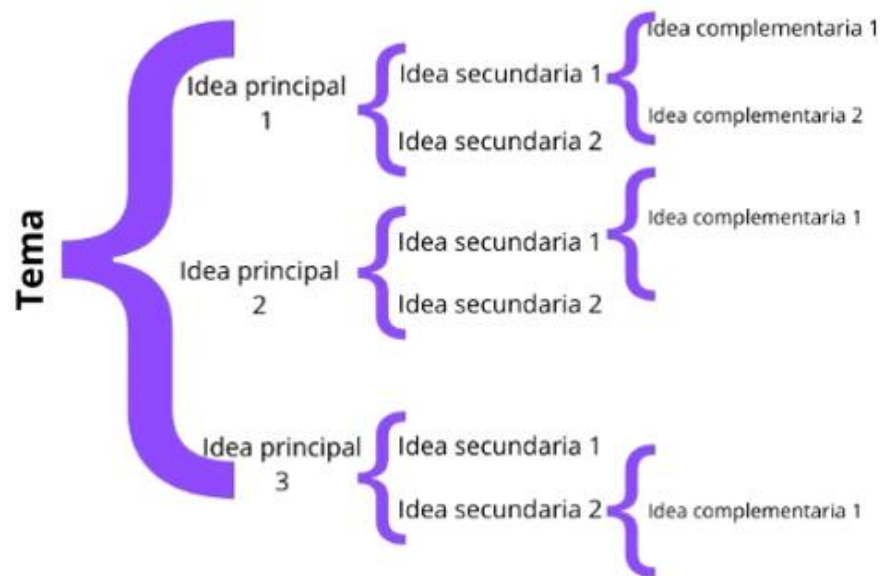 Tema
Idea principal
1
Idea secundaria 1
Idea complementaria 1
Idea complementaria 2
Idea secundaria 2
Idea principal
2
Idea secundaria 1
Idea complementaria 1
Idea secundaria 2
Idea principal
3
Idea secundaria 1
Idea secundaria 2
Idea complementaria 1